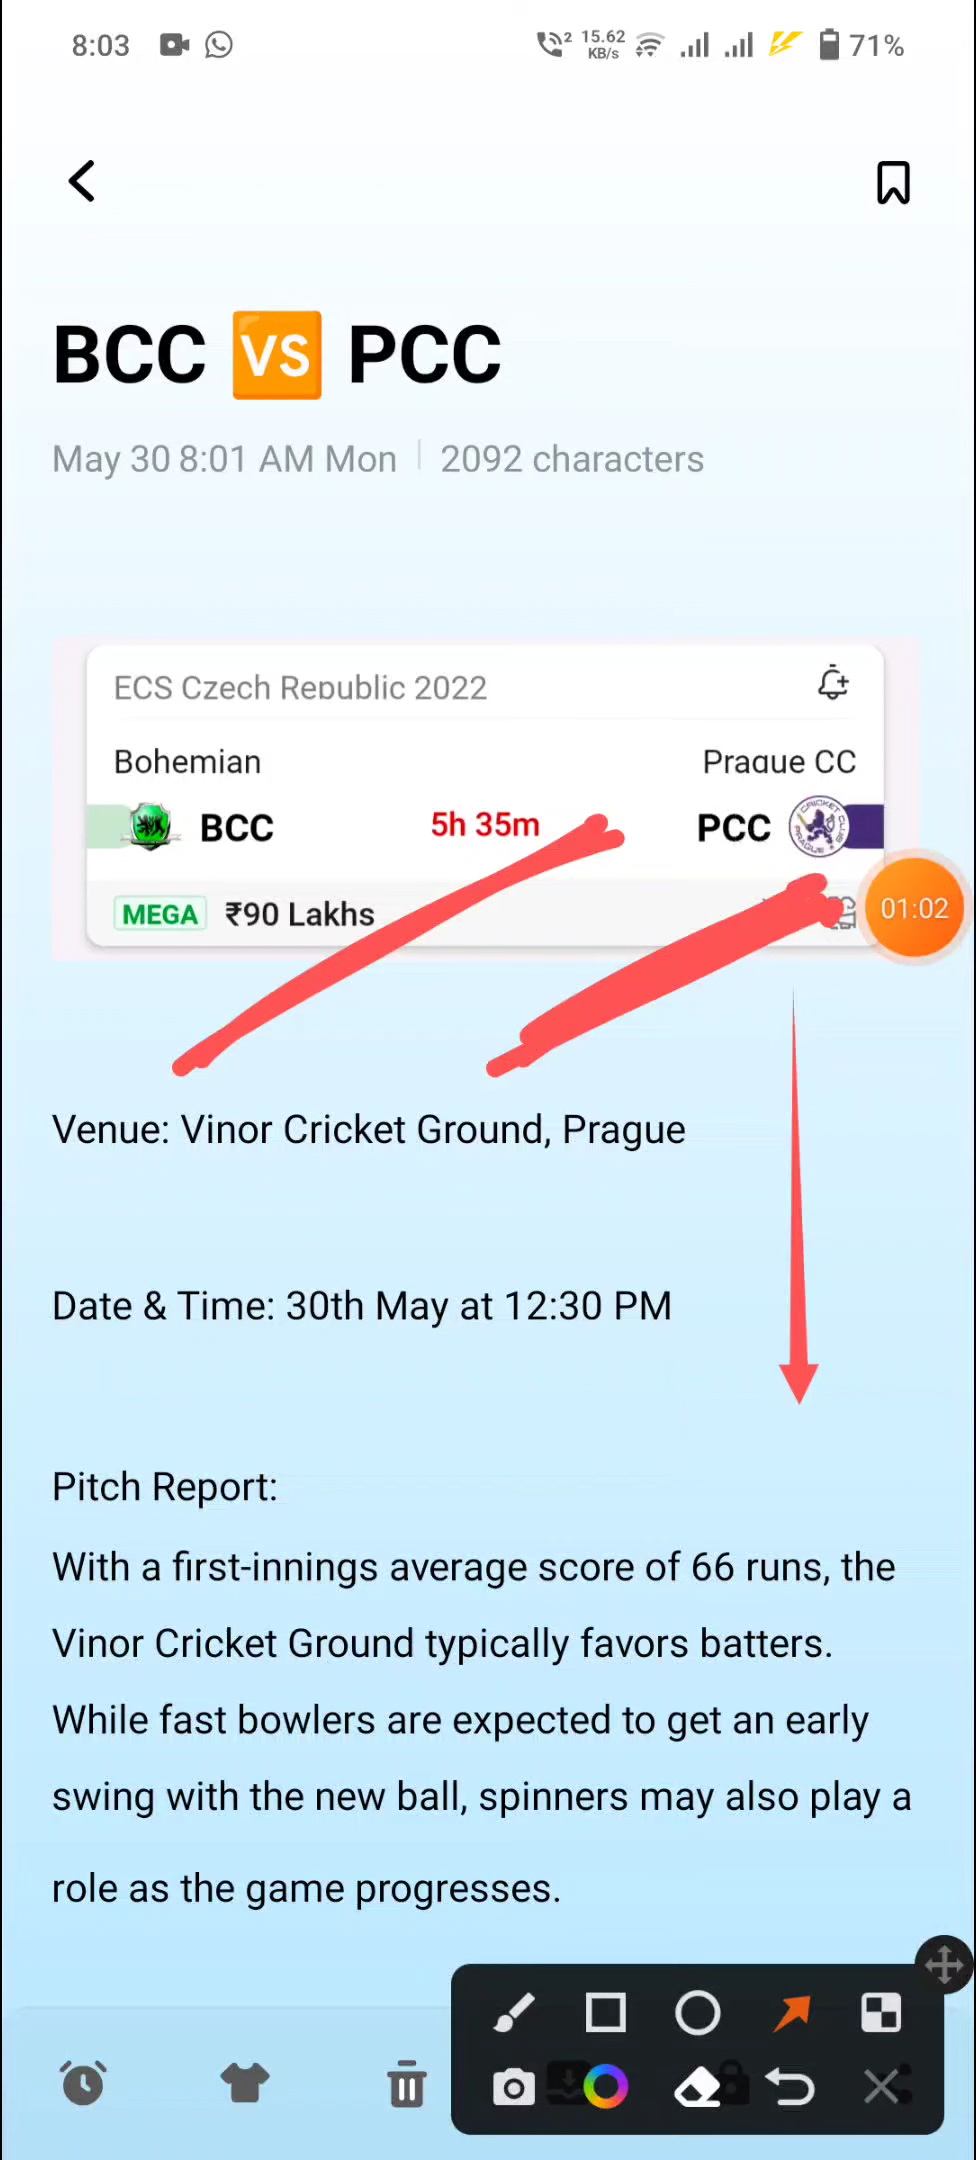 8:03
2 15.62 KB/s 71%
BCC VS PCC
May 30 8:01 AM Mon | 2092 characters
ECS Czech Republic 2022
Bohemian Prague CC
BCC 5h 35m PCC
MEGA ₹90 Lakhs
01:02
Venue: Vinor Cricket Ground, Prague
Date & Time: 30th May at 12:30 PM
Pitch Report:
With a first-innings average score of 66 runs, the
Vinor Cricket Ground typically favors batters.
While fast bowlers are expected to get an early
swing with the new ball, spinners may also play a
role as the game progresses.